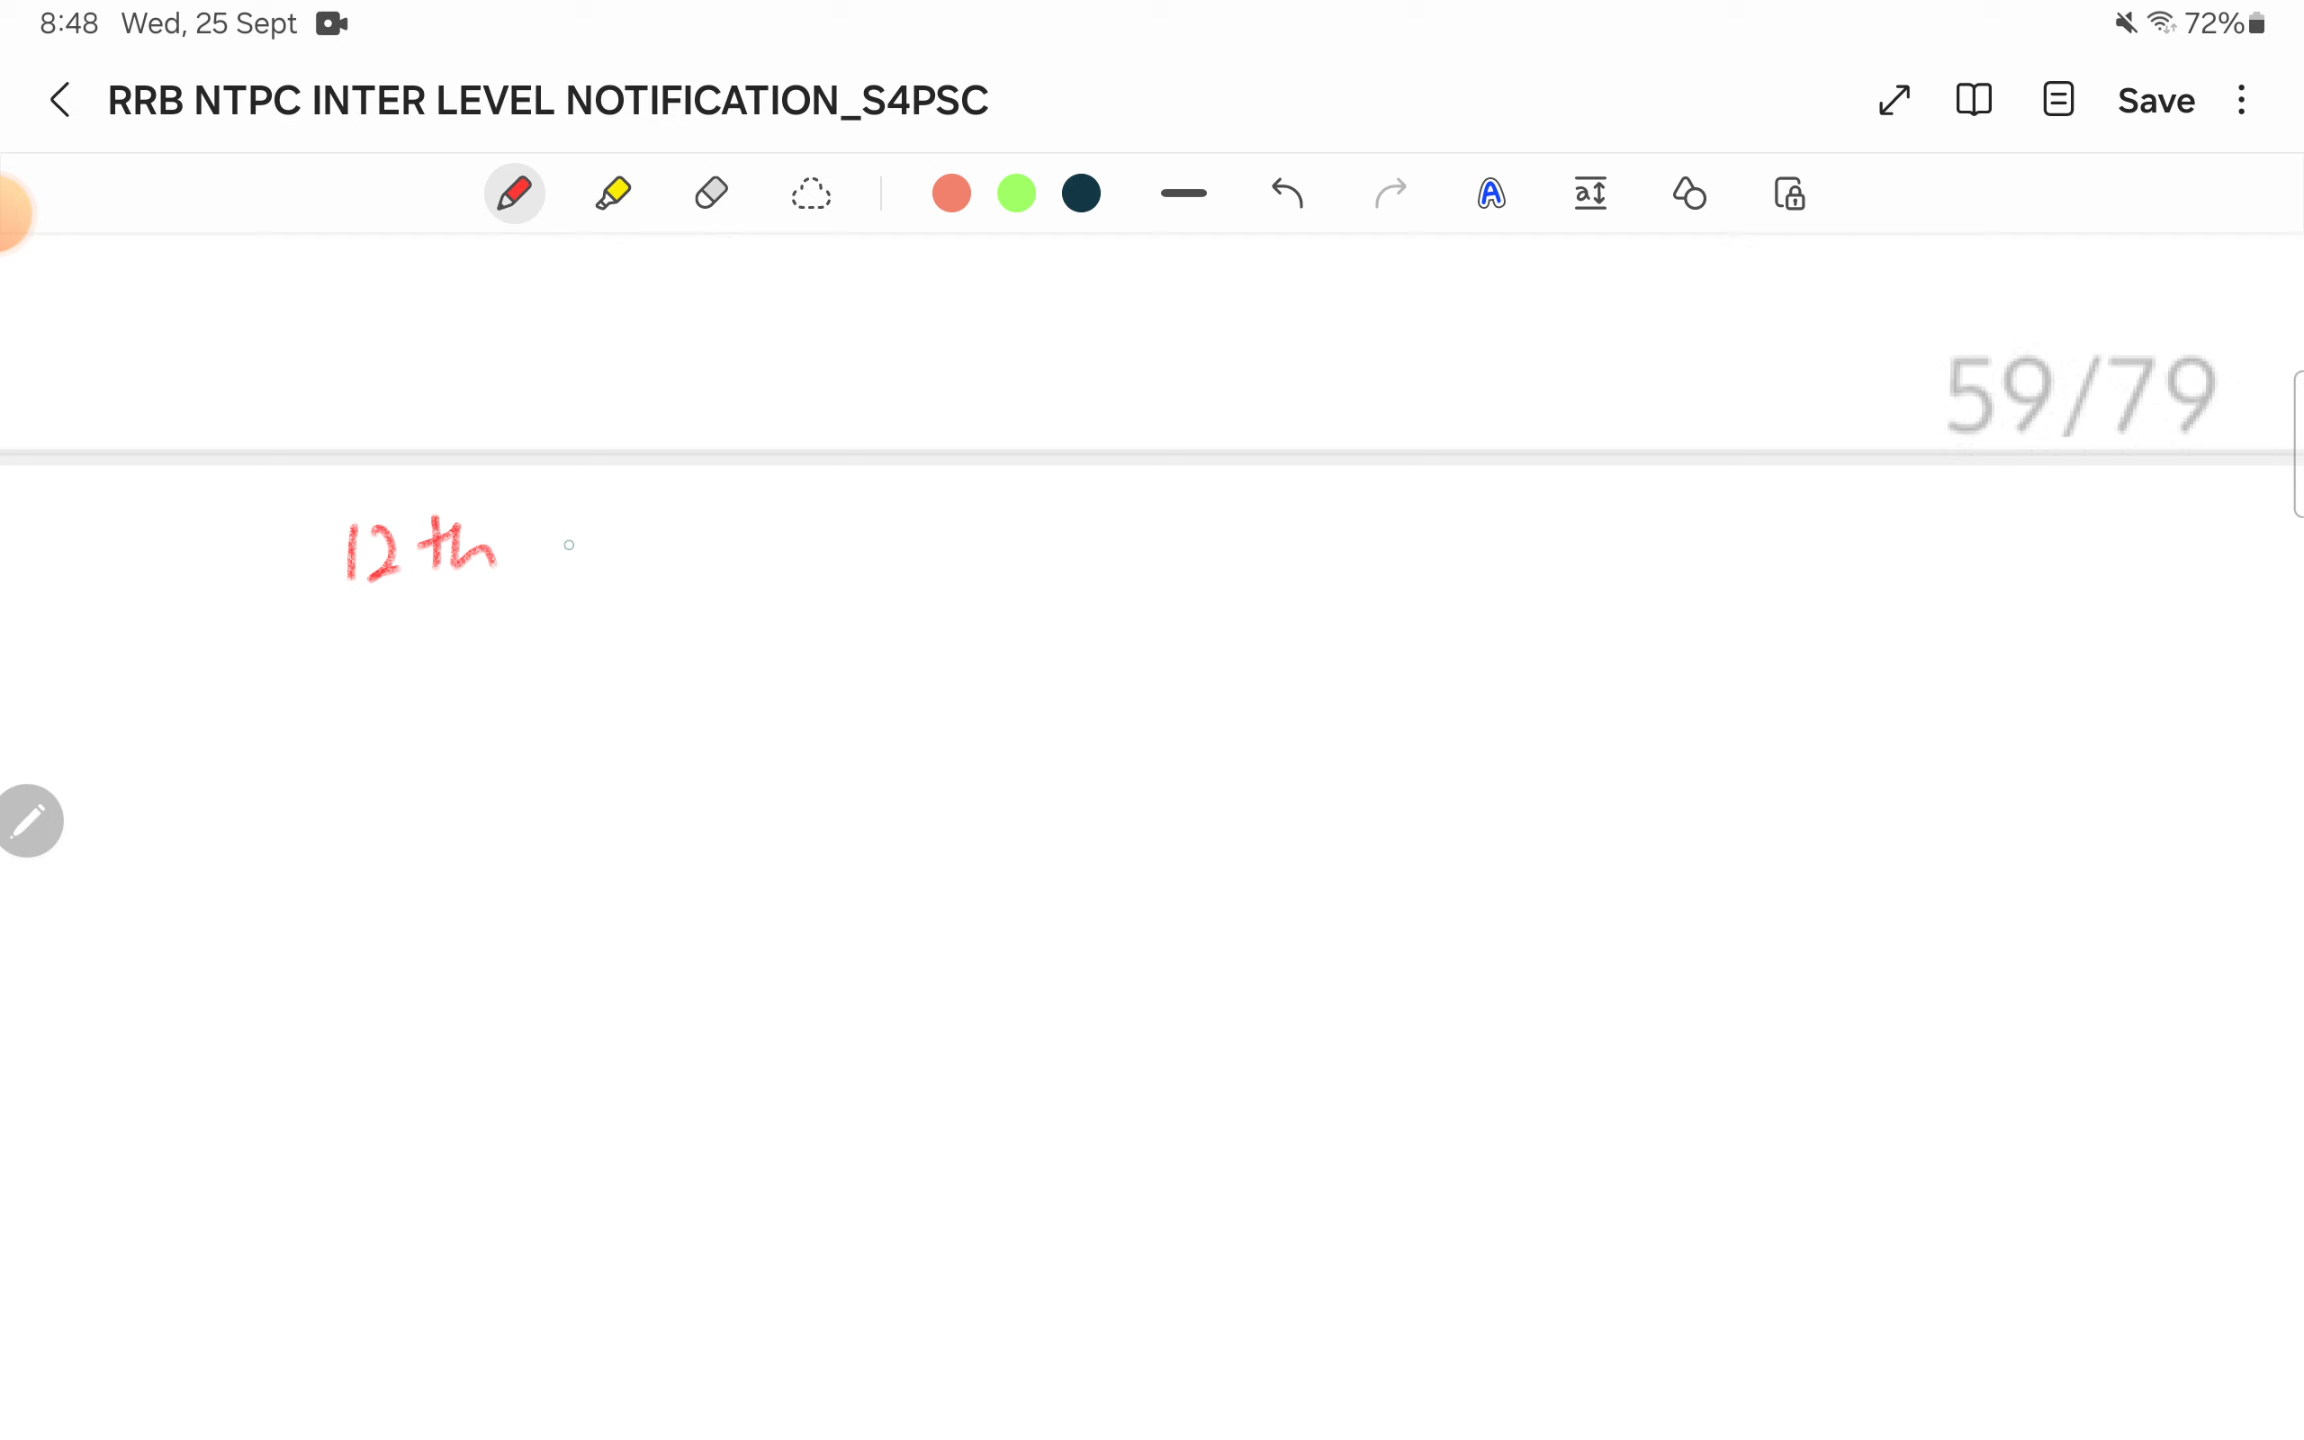 8:48 Wed, 25 Sept 72%
RRB NTPC INTER LEVEL NOTIFICATION_S4PSC Save
A a
59/79
12th